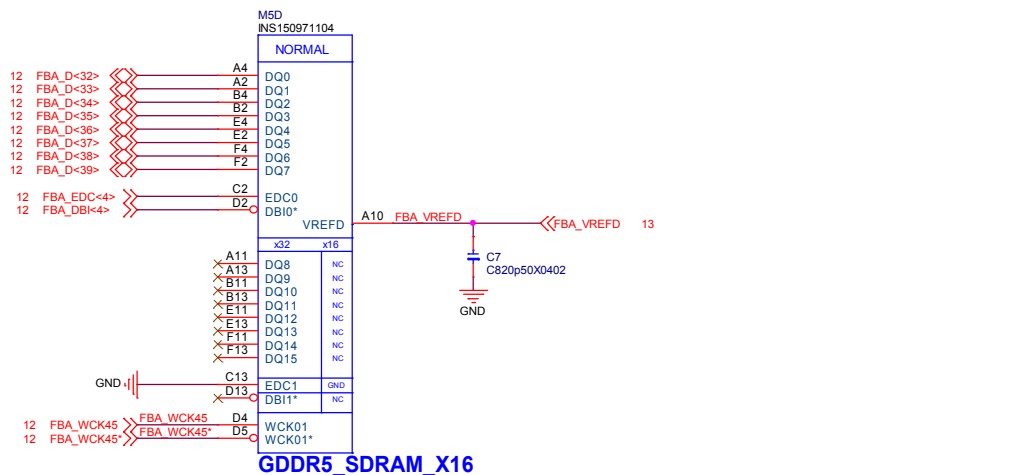 M5D
INS150971104
NORMAL
12 FBA_D<32> A4 DQ0
12 FBA_D<33> A2 DQ1
12 FBA_D<34> B4 DQ2
12 FBA_D<35> B2 DQ3
12 FBA_D<36> E4 DQ4
12 FBA_D<37> E2 DQ5
12 FBA_D<38> F4 DQ6
12 FBA_D<39> F2 DQ7
12 FBA_EDC<4> C2 EDC0
12 FBA_DBI<4> D2 DBI0*
VREFD A10 FBA_VREFD FBA_VREFD 13
x32 x16
A11 DQ8 NC
A13 DQ9 NC
B11 DQ10 NC
B13 DQ11 NC
E11 DQ12 NC
E13 DQ13 NC
F11 DQ14 NC
F13 DQ15 NC
C7
C820p50X0402
GND
GND C13 EDC1 GND
D13 DBI1* NC
12 FBA_WCK45 FBA_WCK45 D4 WCK01
12 FBA_WCK45* FBA_WCK45* D5 WCK01*
GDDR5_SDRAM_X16